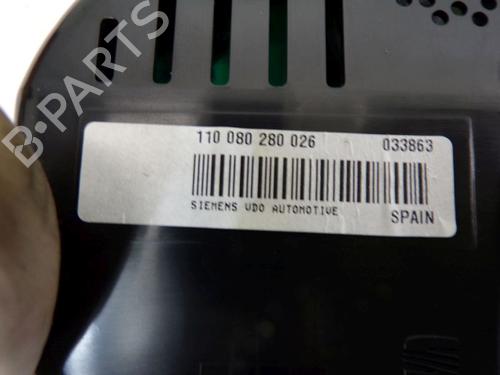 B-PARTS
110 080 280 026 033863
SIEMENS VDO AUTOMOTIVE
SPAIN